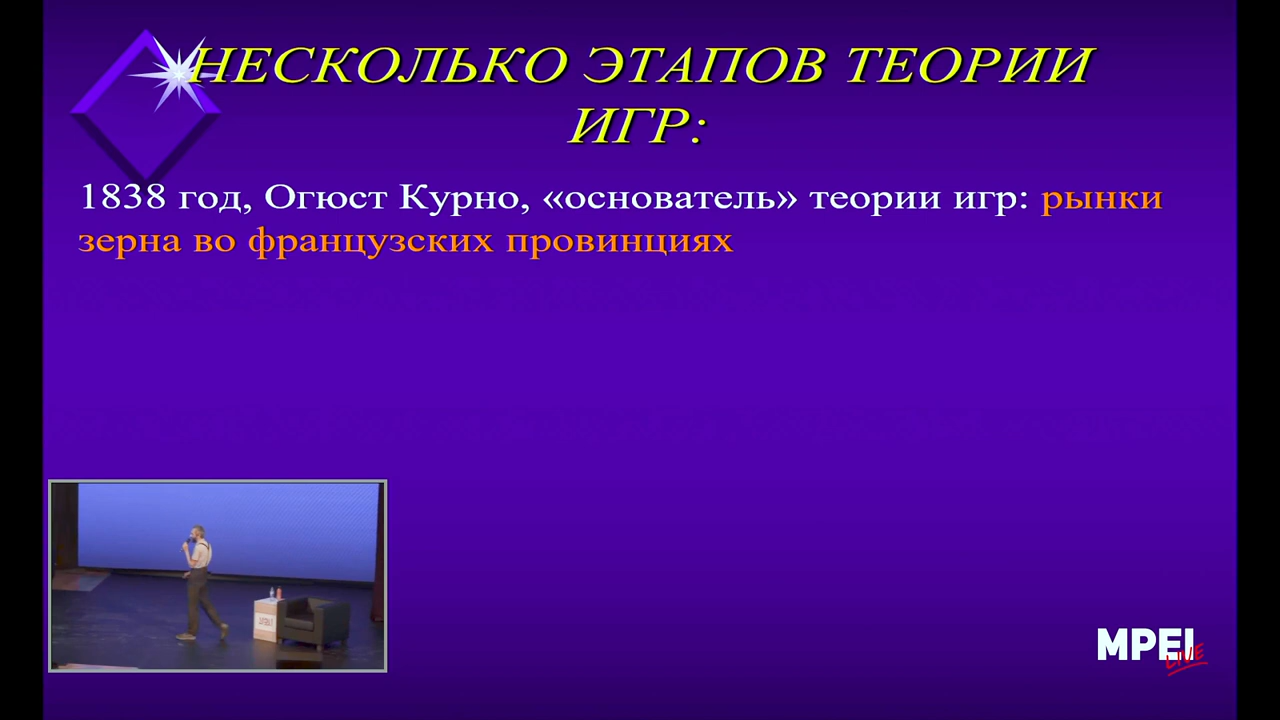 НЕСКОЛЬКО ЭТАПОВ ТЕОРИИ
ИГР:
1838 год, Огюст Курно, «основатель» теории игр: рынки
зерна во французских провинциях
MPEI
LIVE